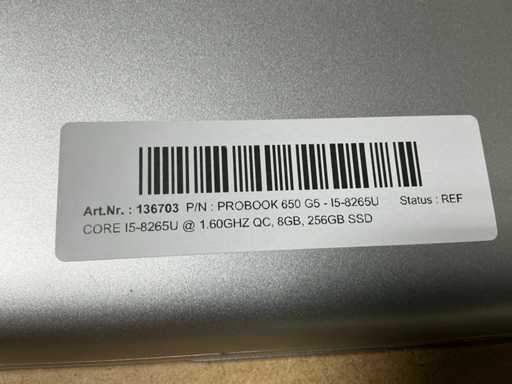 Art.Nr. : 136703 P/N : PROBOOK 650 G5 - I5-8265U Status : REF
CORE I5-8265U @ 1.60GHZ QC, 8GB, 256GB SSD